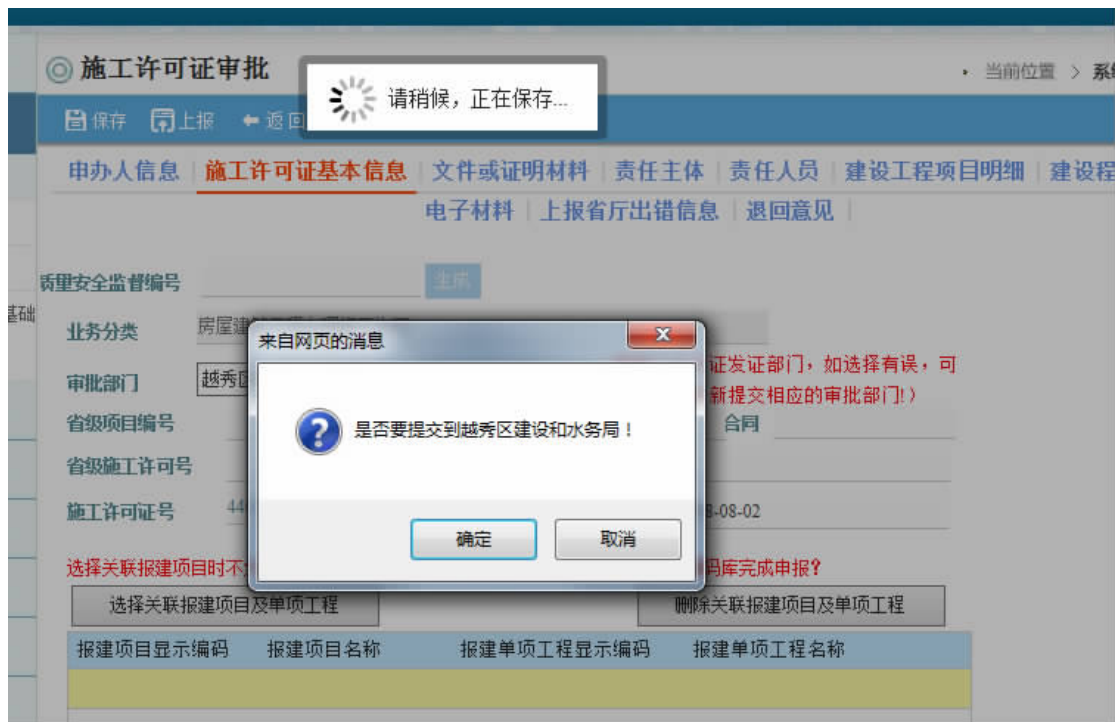 施工许可证审批
请稍候，正在保存...
当前位置 > 系
保存 上报 返回
申办人信息 施工许可证基本信息 文件或证明材料 责任主体 责任人员 建设工程项目明细 建设程
电子材料 上报省厅出错信息 退回意见
质量安全监督编号 生成
基础
业务分类 房屋建
来自网页的消息
证发证部门，如选择有误，可
审批部门 越秀区
新提交相应的审批部门!）
省级项目编号 合同
是否要提交到越秀区建设和水务局！
省级施工许可号
施工许可证号 44 -08-02
确定 取消
选择关联报建项目时不 码库完成申报?
选择关联报建项目及单项工程 删除关联报建项目及单项工程
报建项目显示编码 报建项目名称 报建单项工程显示编码 报建单项工程名称